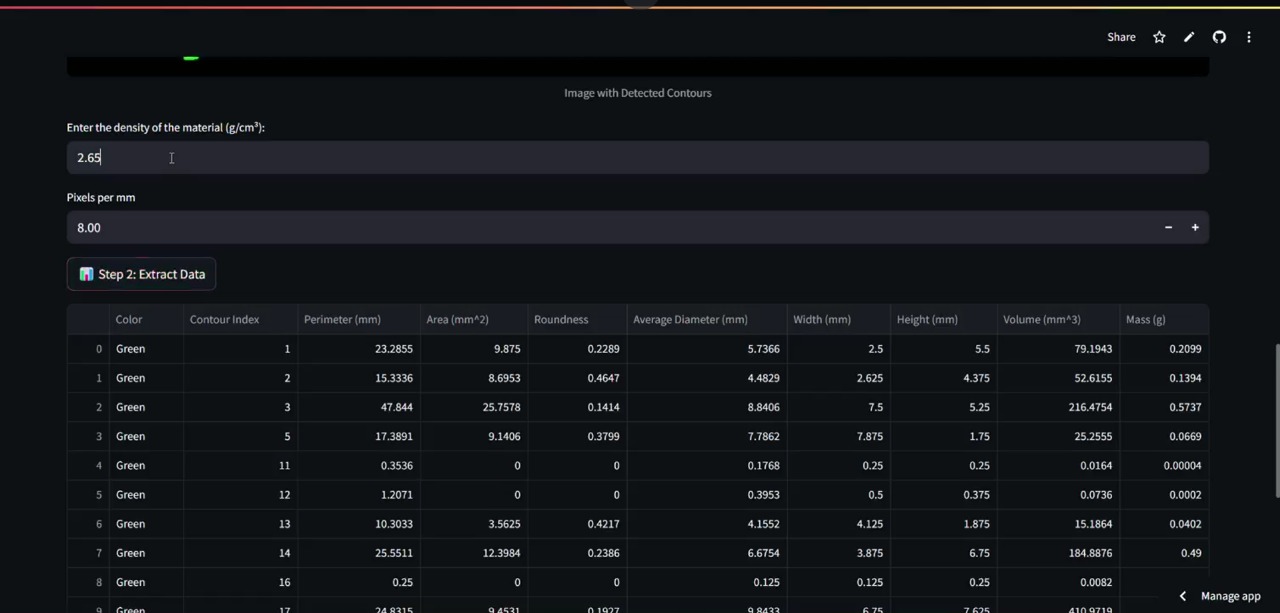 Share
Image with Detected Contours
Enter the density of the material (g/cm³):
2.65
Pixels per mm
8.00
Step 2: Extract Data
Color Contour Index Perimeter (mm) Area (mm^2) Roundness Average Diameter (mm) Width (mm) Height (mm) Volume (mm^3) Mass (g)
0 Green 1 23.2855 9.875 0.2289 5.7366 2.5 5.5 79.1943 0.2099
1 Green 2 15.3336 8.6953 0.4647 4.4829 2.625 4.375 52.6155 0.1394
2 Green 3 47.844 25.7578 0.1414 8.8406 7.5 5.25 216.4754 0.5737
3 Green 5 17.3891 9.1406 0.3799 7.7862 7.875 1.75 25.2555 0.0669
4 Green 11 0.3536 0 0 0.1768 0.25 0.25 0.0164 0.00004
5 Green 12 1.2071 0 0 0.3953 0.5 0.375 0.0736 0.0002
6 Green 13 10.3033 3.5625 0.4217 4.1552 4.125 1.875 15.1864 0.0402
7 Green 14 25.5511 12.3984 0.2386 6.6754 3.875 6.75 184.8876 0.49
8 Green 16 0.25 0 0 0.125 0.125 0.25 0.0082
9 Green 17 24.8315 9.4531 0.1927 9.8433 6.75 7.625 410.9719
Manage app